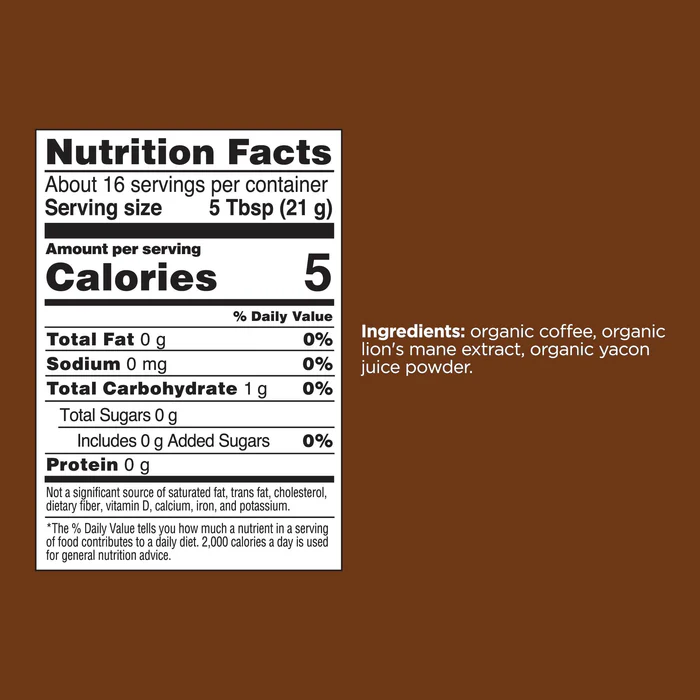 Nutrition Facts
About 16 servings per container
Serving size 5 Tbsp (21 g)
Amount per serving
Calories 5
% Daily Value
Total Fat 0 g 0%
Sodium 0 mg 0%
Total Carbohydrate 1 g 0%
Total Sugars 0 g
Includes 0 g Added Sugars 0%
Protein 0 g
Not a significant source of saturated fat, trans fat, cholesterol,
dietary fiber, vitamin D, calcium, iron, and potassium.
*The % Daily Value tells you how much a nutrient in a serving
of food contributes to a daily diet. 2,000 calories a day is used
for general nutrition advice.
Ingredients: organic coffee, organic
lion's mane extract, organic yacon
juice powder.